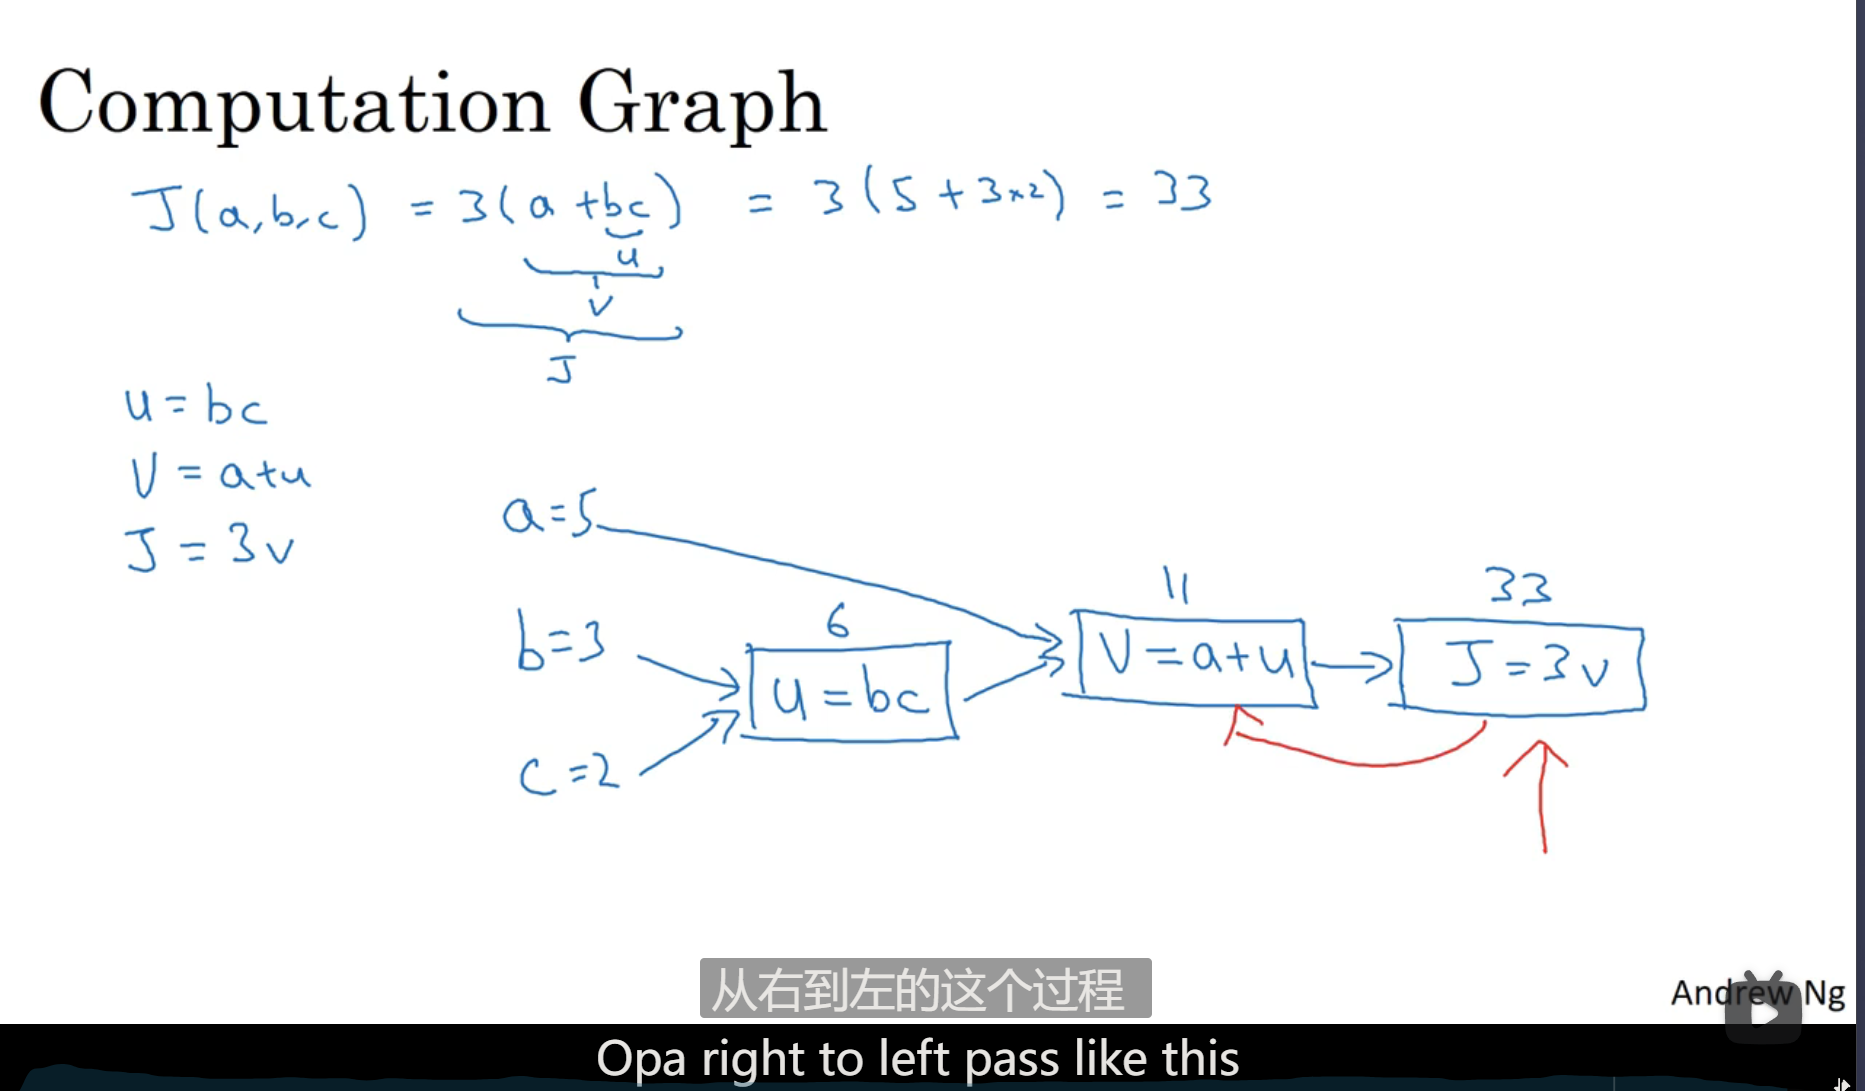 Computation Graph
J(a,b,c) = 3(a+bc) = 3(5+3×2) = 33
u
v
J
u = bc
v = a+u
J = 3v
a=5
11
33
6
b=3
v = a+u
J = 3v
u = bc
c=2
从右到左的这个过程
Andrew Ng
Opa right to left pass like this